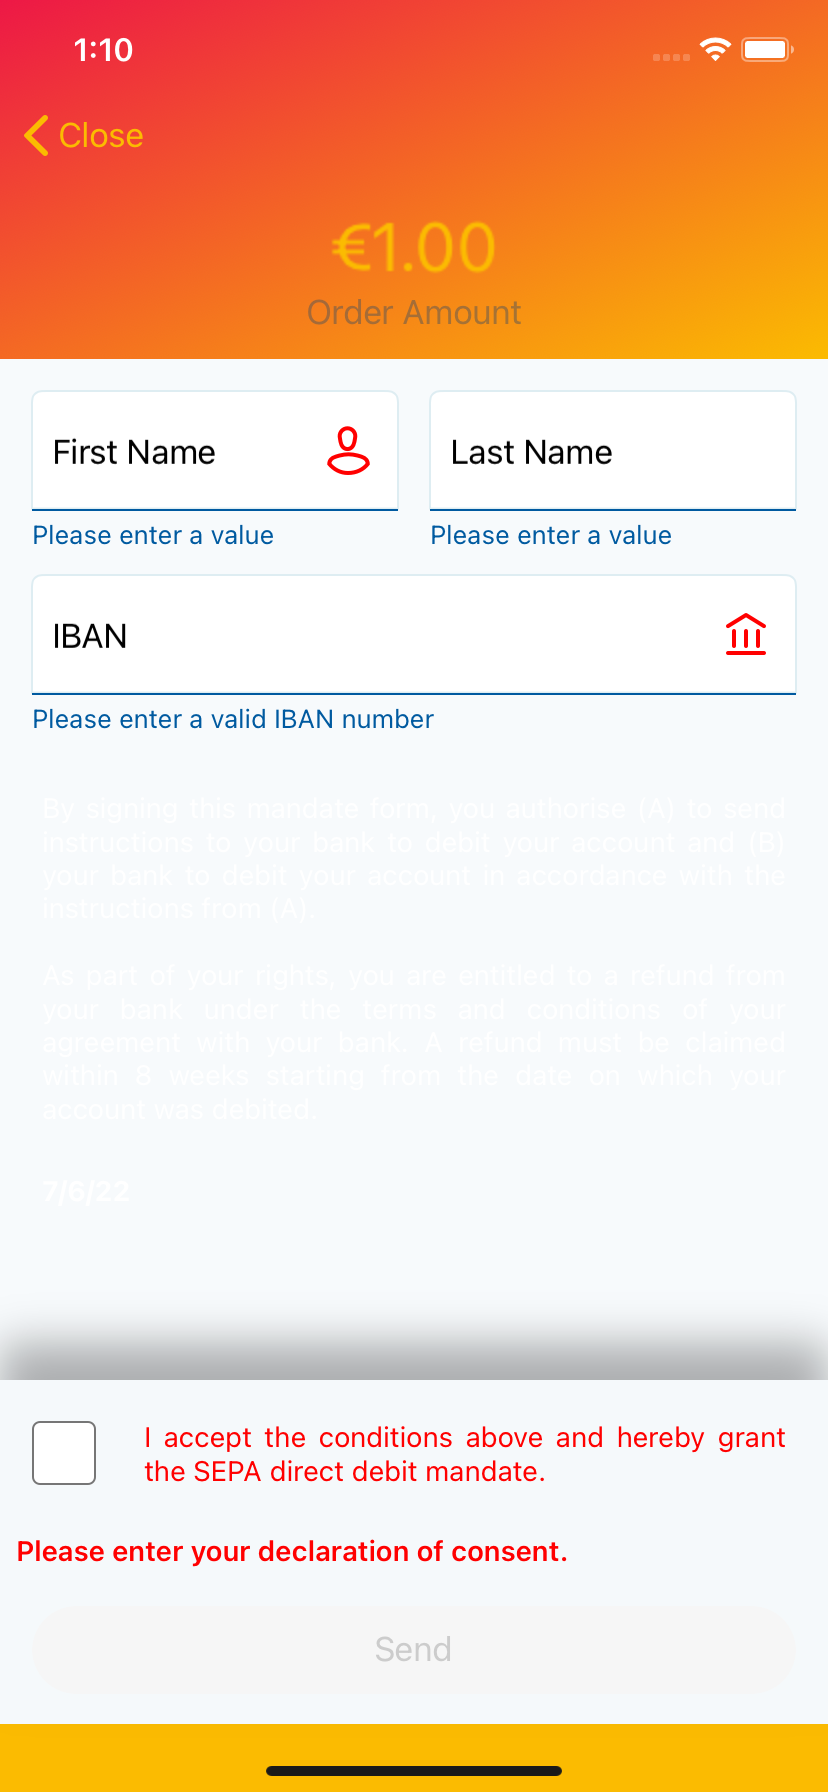 1:10
Close
€1.00
Order Amount
First Name
Last Name
Please enter a value
Please enter a value
IBAN
Please enter a valid IBAN number
By signing this mandate form, you authorise (A) to send
instructions to your bank to debit your account and (B)
your bank to debit your account in accordance with the
instructions from (A).
As part of your rights, you are entitled to a refund from
your bank under the terms and conditions of your
agreement with your bank. A refund must be claimed
within 8 weeks starting from the date on which your
account was debited.
7/6/22
I accept the conditions above and hereby grant
the SEPA direct debit mandate.
Please enter your declaration of consent.
Send